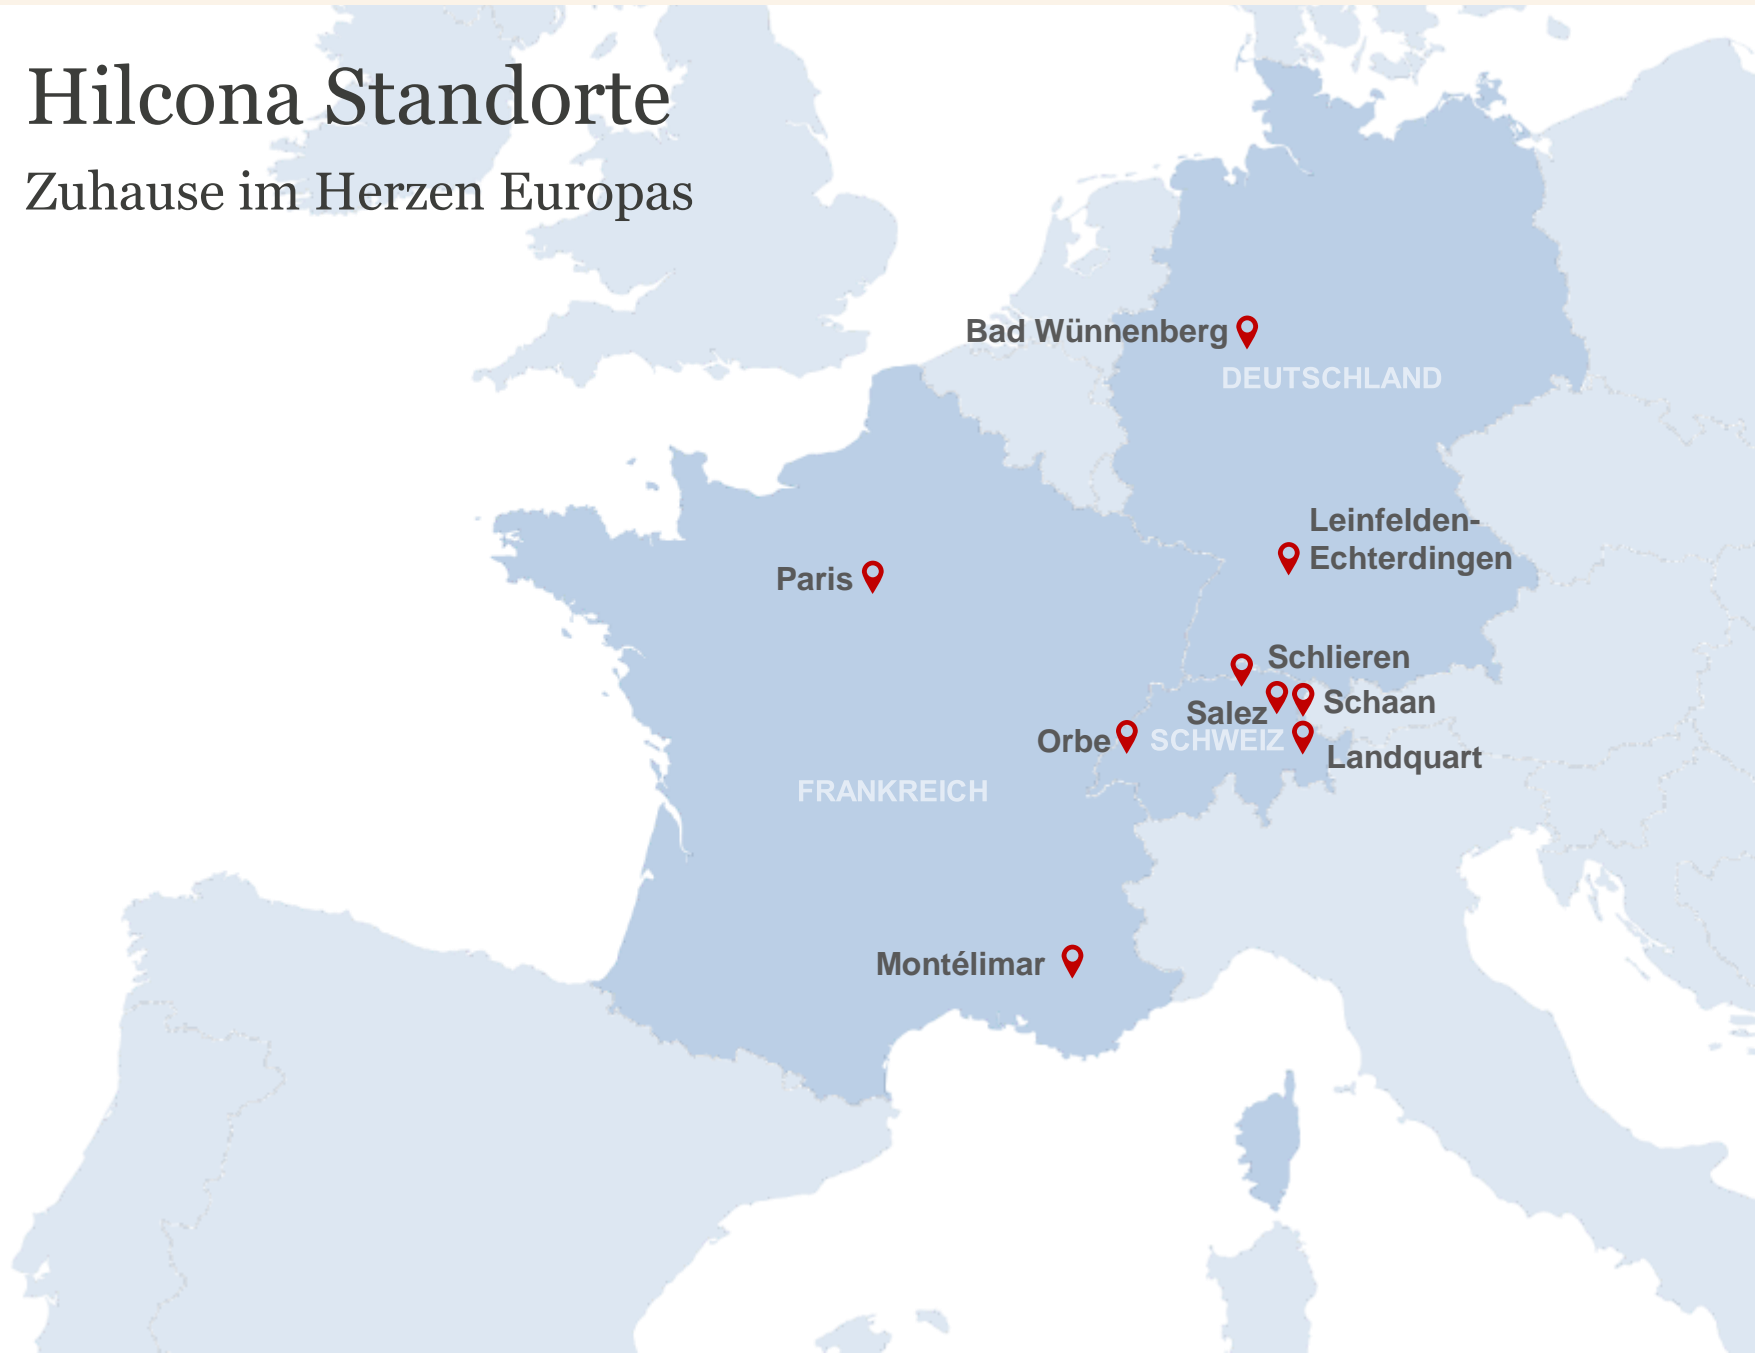 Hilcona Standorte
Zuhause im Herzen Europas
Bad Wünnenberg
DEUTSCHLAND
Leinfelden-
Echterdingen
Paris
Schlieren
Schaan
Salez
Orbe
SCHWEIZ
Landquart
FRANKREICH
Montélimar